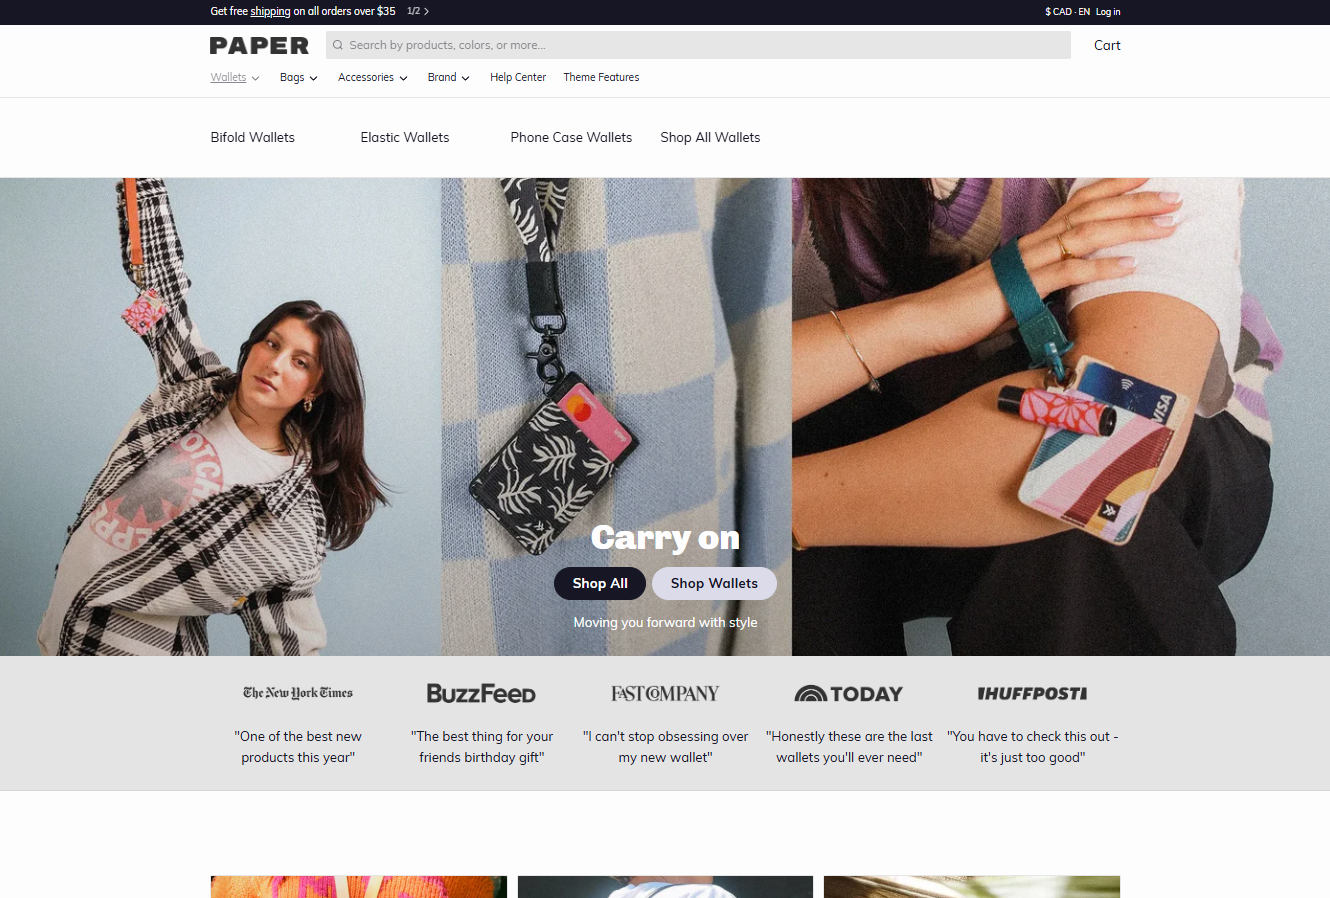 Get free shipping on all orders over $35
1/2
$ CAD · EN
Log in
PAPER
Search by products, colors, or more...
Cart
Wallets
Bags
Accessories
Brand
Help Center
Theme Features
Bifold Wallets
Elastic Wallets
Phone Case Wallets
Shop All Wallets
VISA
Carry on
Shop All
Shop Wallets
Moving you forward with style
The New York Times
BuzzFeed
FAST COMPANY
TODAY
HUFFPOST
"One of the best new
products this year"
"The best thing for your
friends birthday gift"
"I can't stop obsessing over
my new wallet"
"Honestly these are the last
wallets you'll ever need"
"You have to check this out -
it's just too good"